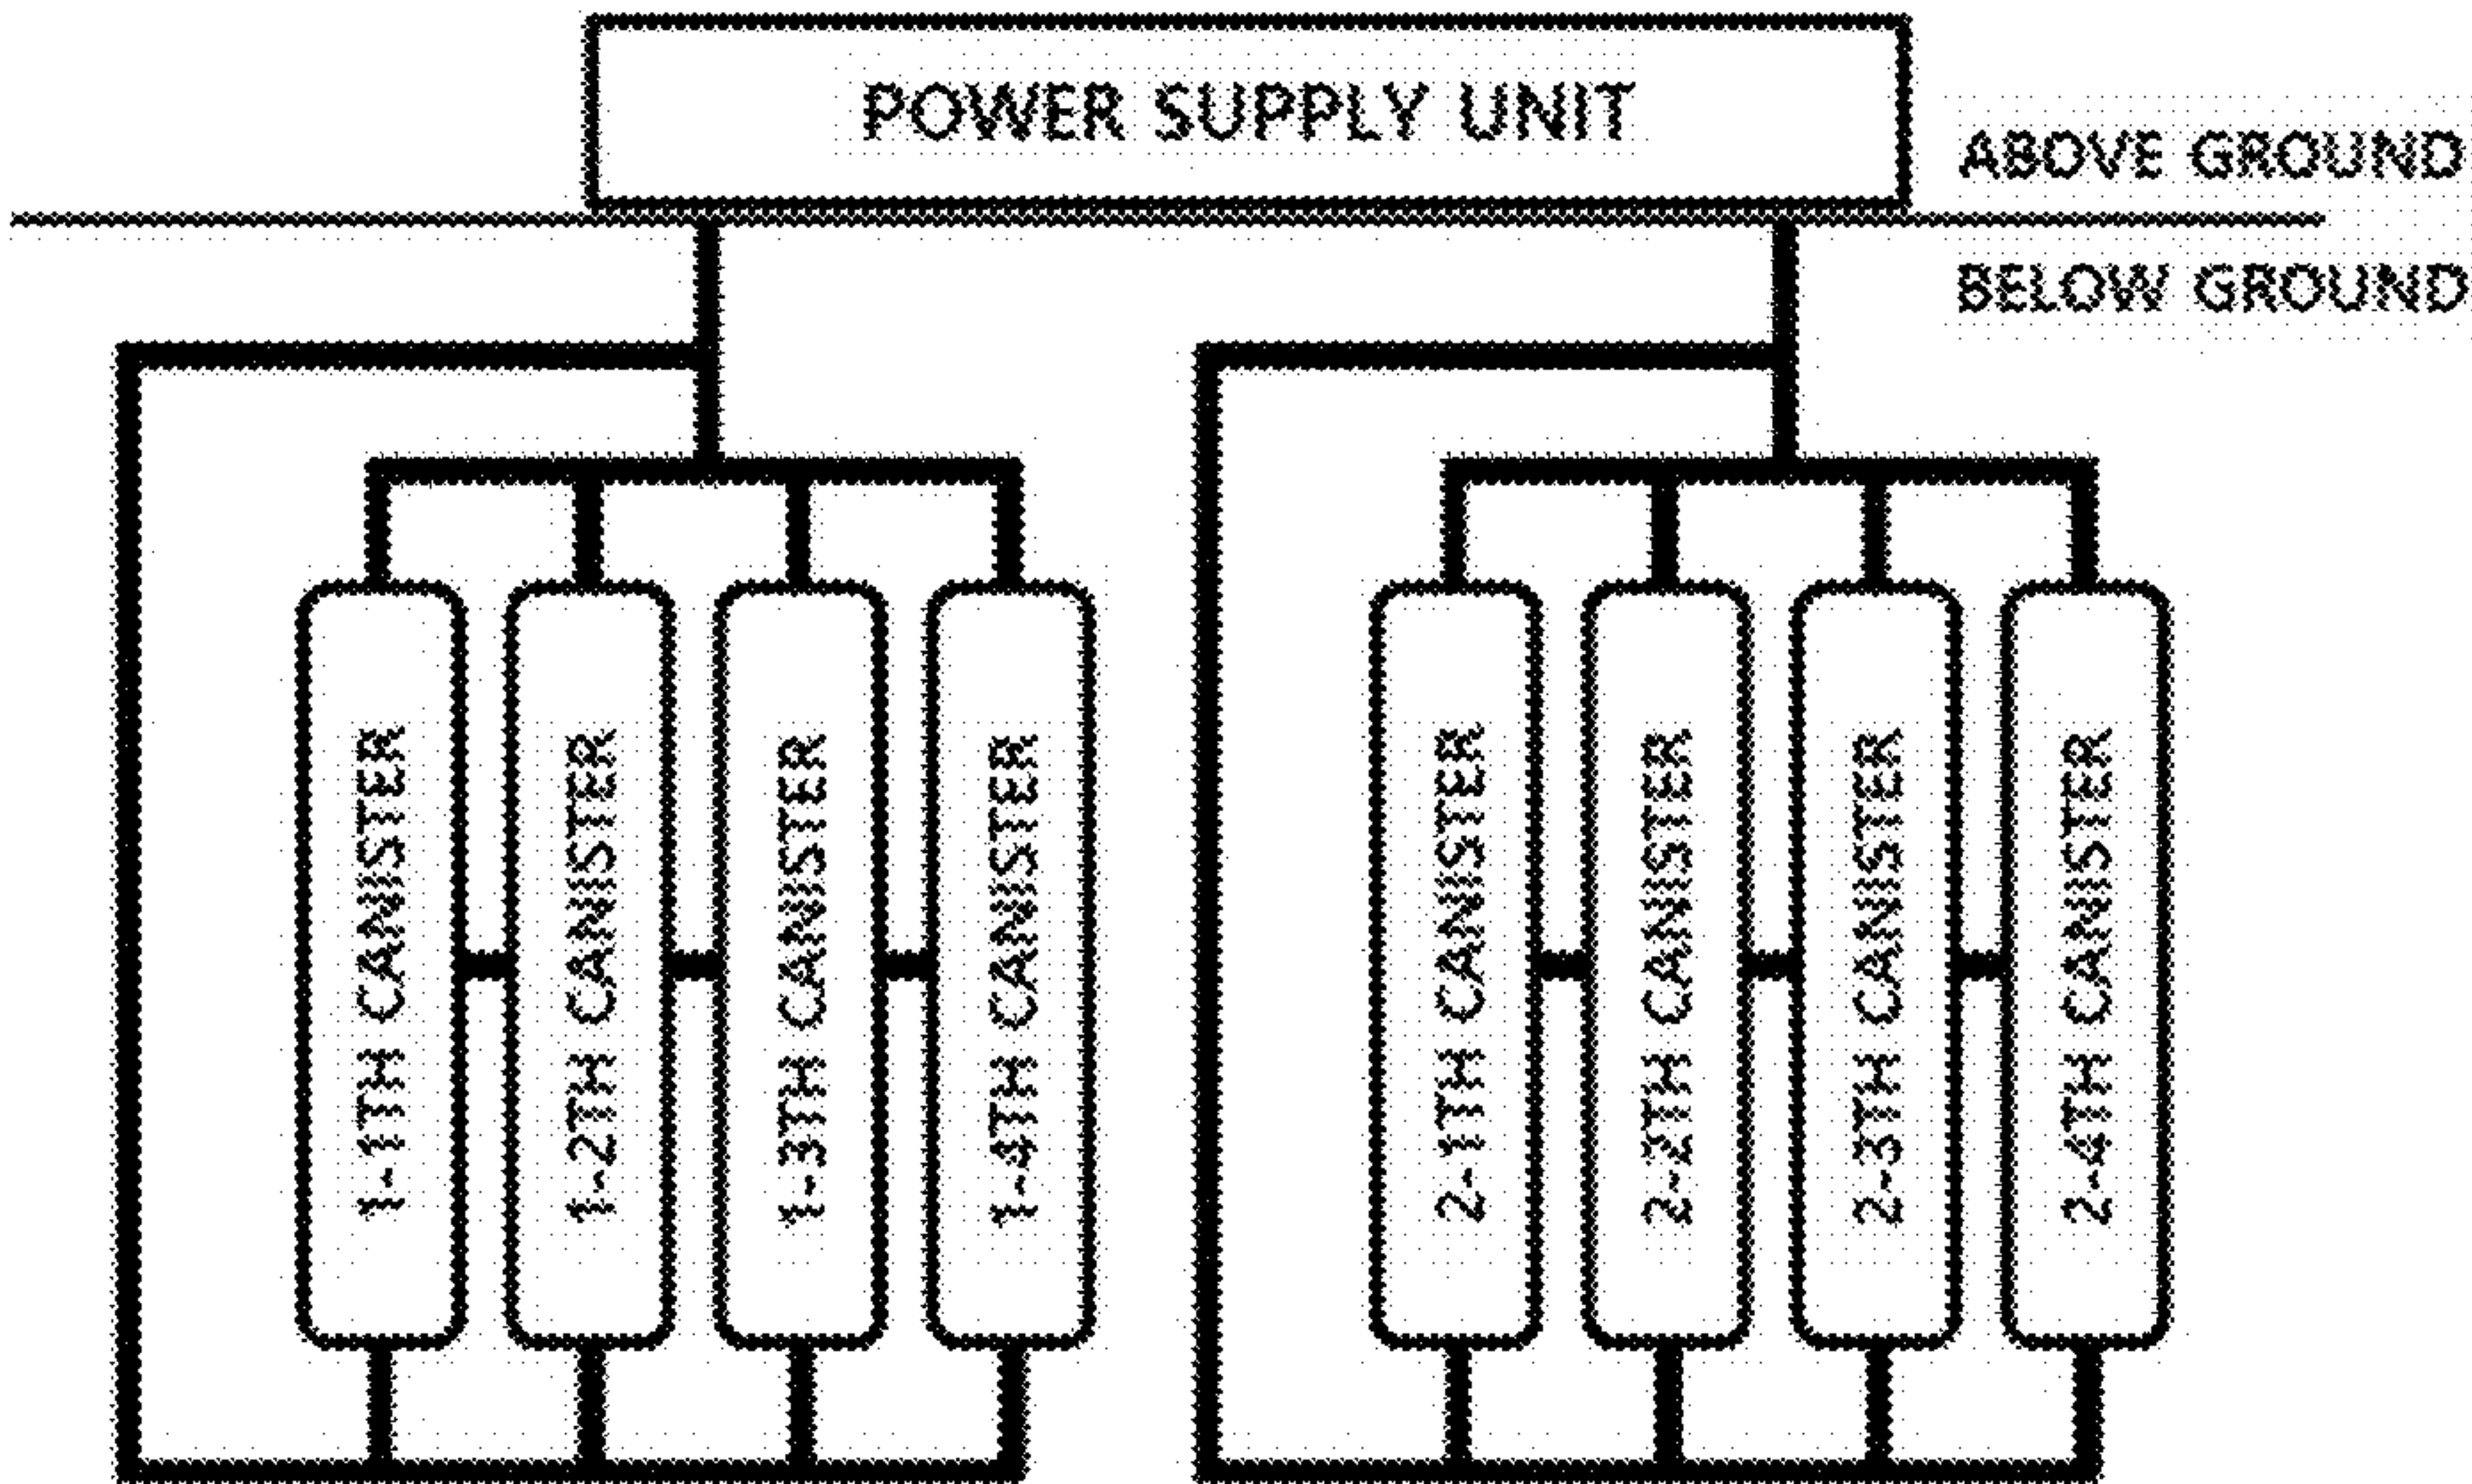 POWER SUPPLY UNIT
ABOVE GROUND
BELOW GROUND
1-1TH CANISTER
1-2TH CANISTER
1-3TH CANISTER
1-4TH CANISTER
2-1TH CANISTER
2-2TH CANISTER
2-3TH CANISTER
2-4TH CANISTER